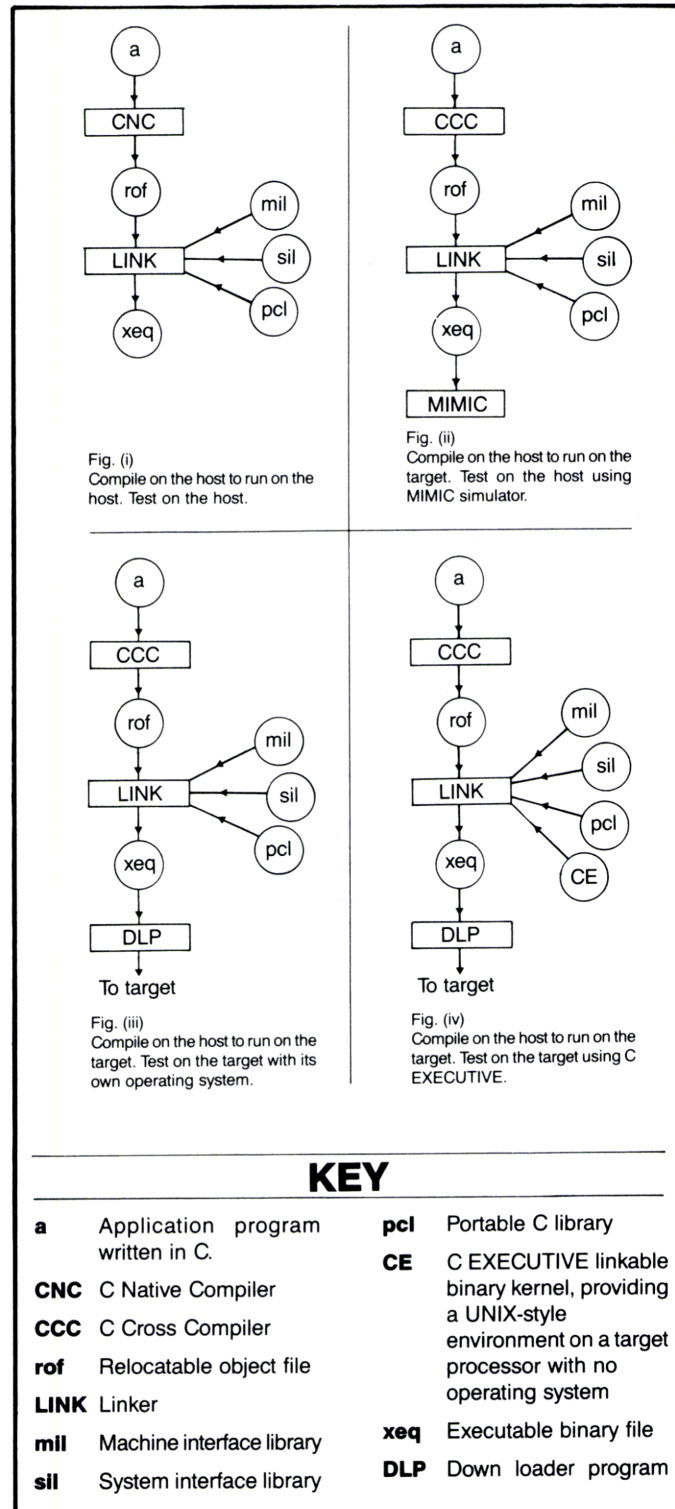 a
CNC
rof
mil
LINK
sil
pcl
xeq
Fig. (i)
Compile on the host to run on the
host. Test on the host.
a
CCC
rof
mil
LINK
sil
pcl
xeq
MIMIC
Fig. (ii)
Compile on the host to run on the
target. Test on the host using
MIMIC simulator.
a
CCC
rof
mil
LINK
sil
pcl
xeq
DLP
To target
Fig. (iii)
Compile on the host to run on the
target. Test on the target with its
own operating system.
a
CCC
rof
mil
sil
LINK
pcl
xeq
CE
DLP
To target
Fig. (iv)
Compile on the host to run on the
target. Test on the target using C
EXECUTIVE.
KEY
a Application program
written in C.
CNC C Native Compiler
CCC C Cross Compiler
rof Relocatable object file
LINK Linker
mil Machine interface library
sil System interface library
pcl Portable C library
CE C EXECUTIVE linkable
binary kernel, providing
a UNIX-style
environment on a target
processor with no
operating system
xeq Executable binary file
DLP Down loader program